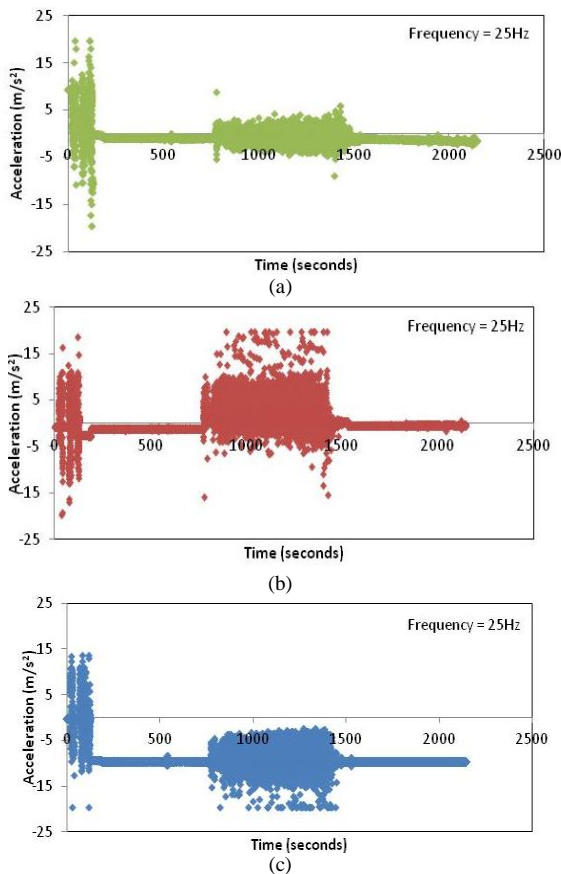 25
15
5
-5
-15
-25
Acceleration (m/s²)
Frequency = 25Hz
0 500 1000 1500 2000 2500
Time (seconds)
(a)
25
15
5
-5
-15
-25
Acceleration (m/s²)
Frequency = 25Hz
0 500 1000 1500 2000 2500
Time (seconds)
(b)
25
15
5
-5
-15
-25
Acceleration (m/s²)
Frequency = 25Hz
0 500 1000 1500 2000 2500
Time (seconds)
(c)